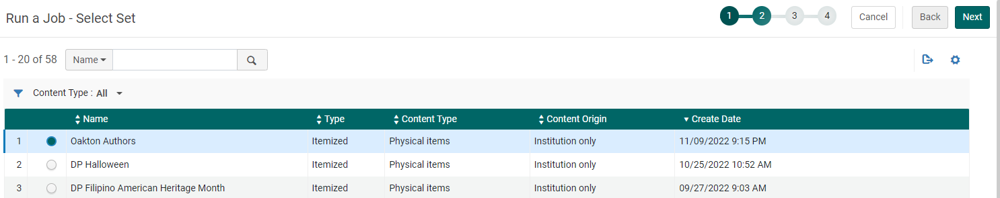 Run a Job - Select Set
1 2 3 4
Cancel Back Next
1 - 20 of 58 Name
Content Type : All
Name Type Content Type Content Origin Create Date
1 Oakton Authors Itemized Physical items Institution only 11/09/2022 9:15 PM
2 DP Halloween Itemized Physical items Institution only 10/25/2022 10:52 AM
3 DP Filipino American Heritage Month Itemized Physical items Institution only 09/27/2022 9:03 AM